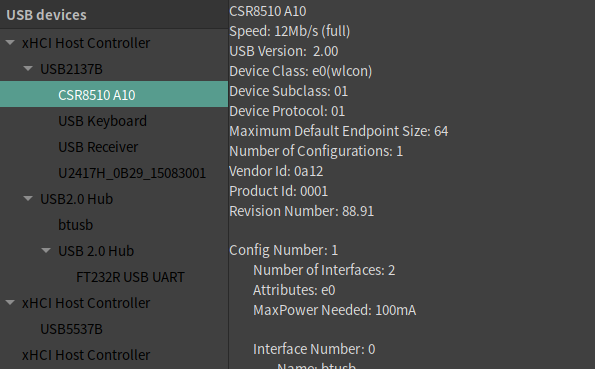 USB devices
xHCI Host Controller
USB2137B
CSR8510 A10
USB Keyboard
USB Receiver
U2417H_0B29_15083001
USB2.0 Hub
btusb
USB 2.0 Hub
FT232R USB UART
xHCI Host Controller
USB5537B
xHCI Host Controller
CSR8510 A10
Speed: 12Mb/s (full)
USB Version:  2.00
Device Class: e0(wlcon)
Device Subclass: 01
Device Protocol: 01
Maximum Default Endpoint Size: 64
Number of Configurations: 1
Vendor Id: 0a12
Product Id: 0001
Revision Number: 88.91
Config Number: 1
Number of Interfaces: 2
Attributes: e0
MaxPower Needed: 100mA
Interface Number: 0
Name: btusb